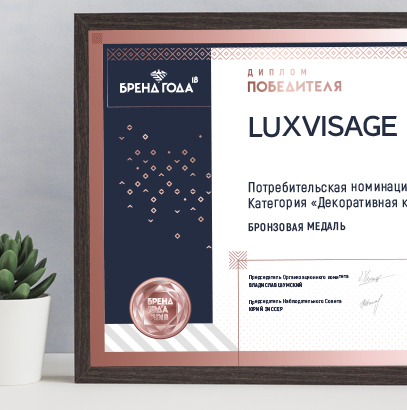 БРЕНД ГОДА 18
ДИПЛОМ
ПОБЕДИТЕЛЯ
LUXVISAGE
Потребительская номинаци
Категория «Декоративная к
БРОНЗОВАЯ МЕДАЛЬ
Председатель Организационного комитета
ВЛАДИСЛАВ ШУМСКИЙ
Председатель Наблюдательного Совета
ЮРИЙ ЗИССЕР
БРЕНД
ГОДА
2018